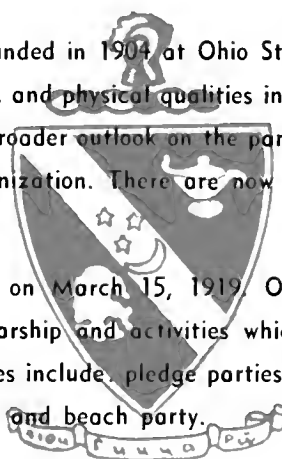 nded in 1904 at Ohio St
and physical qualities in
roader outlook on the par
nization. There are now
on March 15, 1919. O
arship and activities whic
es include pledge parties
and beach party.